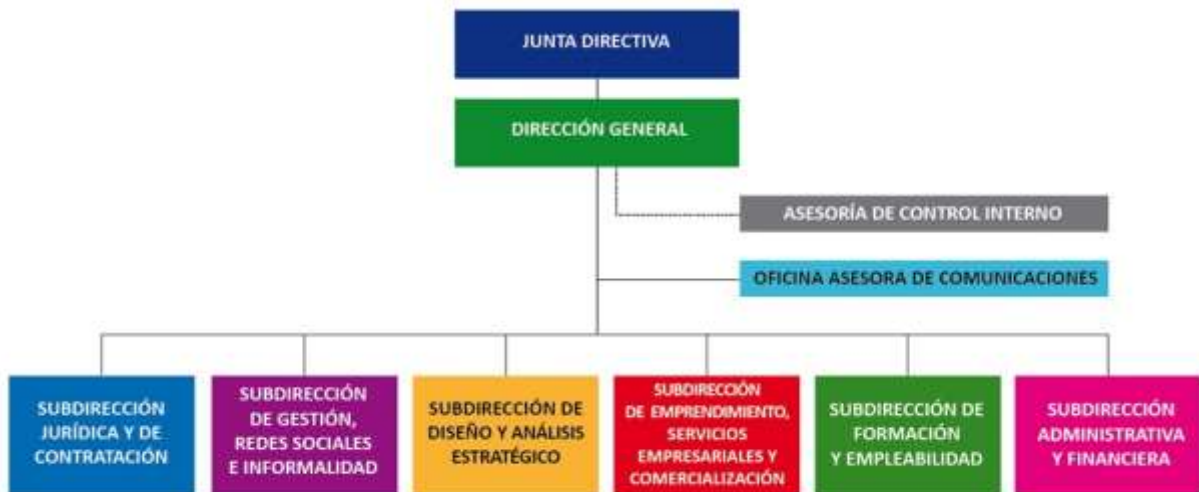 JUNTA DIRECTIVA
DIRECCIÓN GENERAL
ASESORÍA DE CONTROL INTERNO
OFICINA ASESORA DE COMUNICACIONES
SUBDIRECCIÓN
JURÍDICA Y DE
CONTRATACIÓN
SUBDIRECCIÓN
DE GESTIÓN,
REDES SOCIALES
E INFORMALIDAD
SUBDIRECCIÓN DE
DISEÑO Y ANÁLISIS
ESTRATÉGICO
SUBDIRECCIÓN
DE EMPRENDIMIENTO,
SERVICIOS
EMPRESARIALES Y
COMERCIALIZACIÓN
SUBDIRECCIÓN DE
FORMACIÓN
Y EMPLEABILIDAD
SUBDIRECCIÓN
ADMINISTRATIVA
Y FINANCIERA